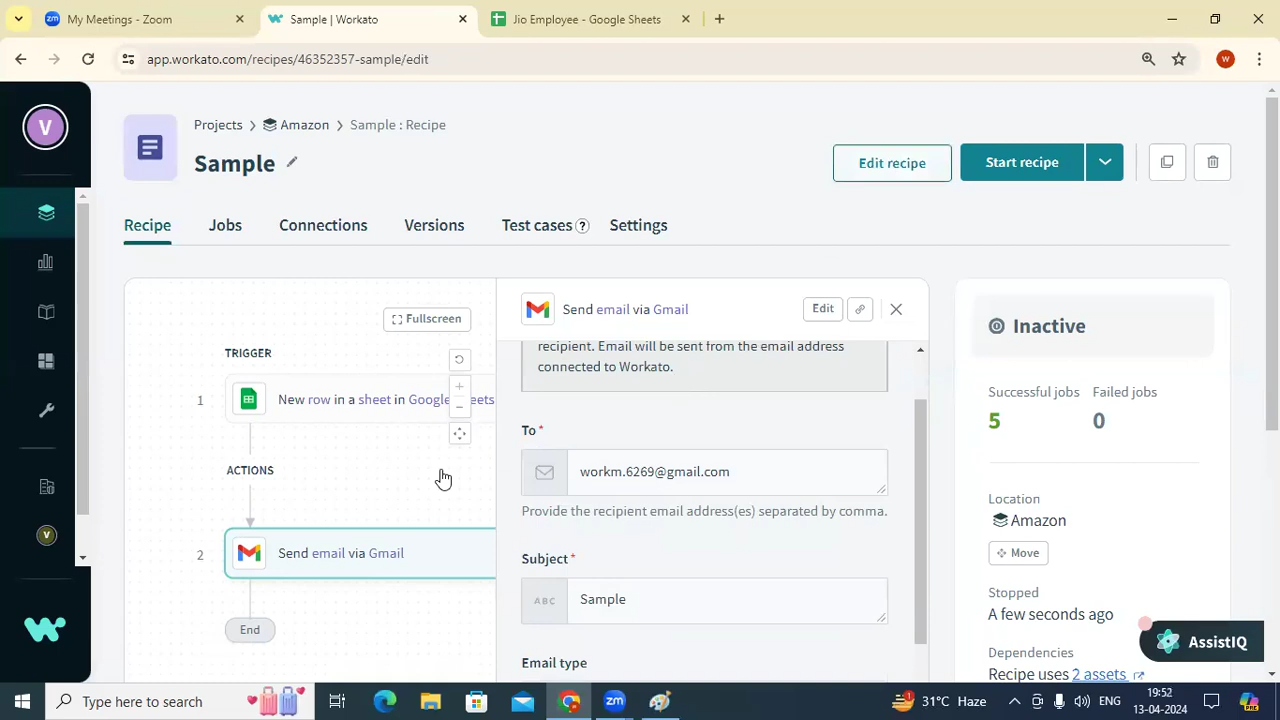 My Meetings - Zoom
Sample | Workato
Jio Employee - Google Sheets
app.workato.com/recipes/46352357-sample/edit
W
V
Projects > Amazon > Sample : Recipe
Sample
Edit recipe
Start recipe
Recipe
Jobs
Connections
Versions
Test cases ?
Settings
Fullscreen
Send email via Gmail
Edit
Inactive
recipient. Email will be sent from the email address
connected to Workato.
TRIGGER
1
New row in a sheet in Google Sheets
Successful jobs
Failed jobs
5
0
To *
workm.6269@gmail.com
Provide the recipient email address(es) separated by comma.
ACTIONS
2
Send email via Gmail
Location
Amazon
Move
Subject *
ABC
Sample
Stopped
A few seconds ago
End
V
AssistIQ
Dependencies
Email type
Recipe uses 2 assets
Type here to search
zm
31°C Haze
ENG
19:52
13-04-2024